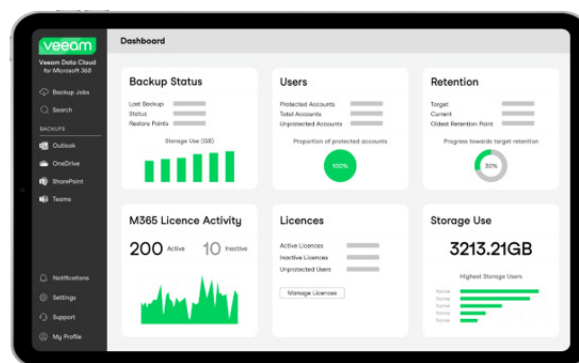 veeam
Veeam Data Cloud
for Microsoft 365
Backup Jobs
Search
BACKUPS
Outlook
OneDrive
SharePoint
Teams
Notifications
Settings
Support
My Profile
Dashboard
Backup Status
Last Backup
Status
Restore Points
Storage Use (GB)
Users
Protected Accounts
Total Accounts
Unprotected Accounts
Proportion of protected accounts
100%
Retention
Target
Current
Oldest Retention Point
Progress towards target retention
30%
M365 Licence Activity
200 Active 10 Inactive
Licences
Active Licences
Inactive Licences
Unprotected Users
Manage Licences
Storage Use
3213.21GB
Highest Storage Users
Name
Name
Name
Name
Name